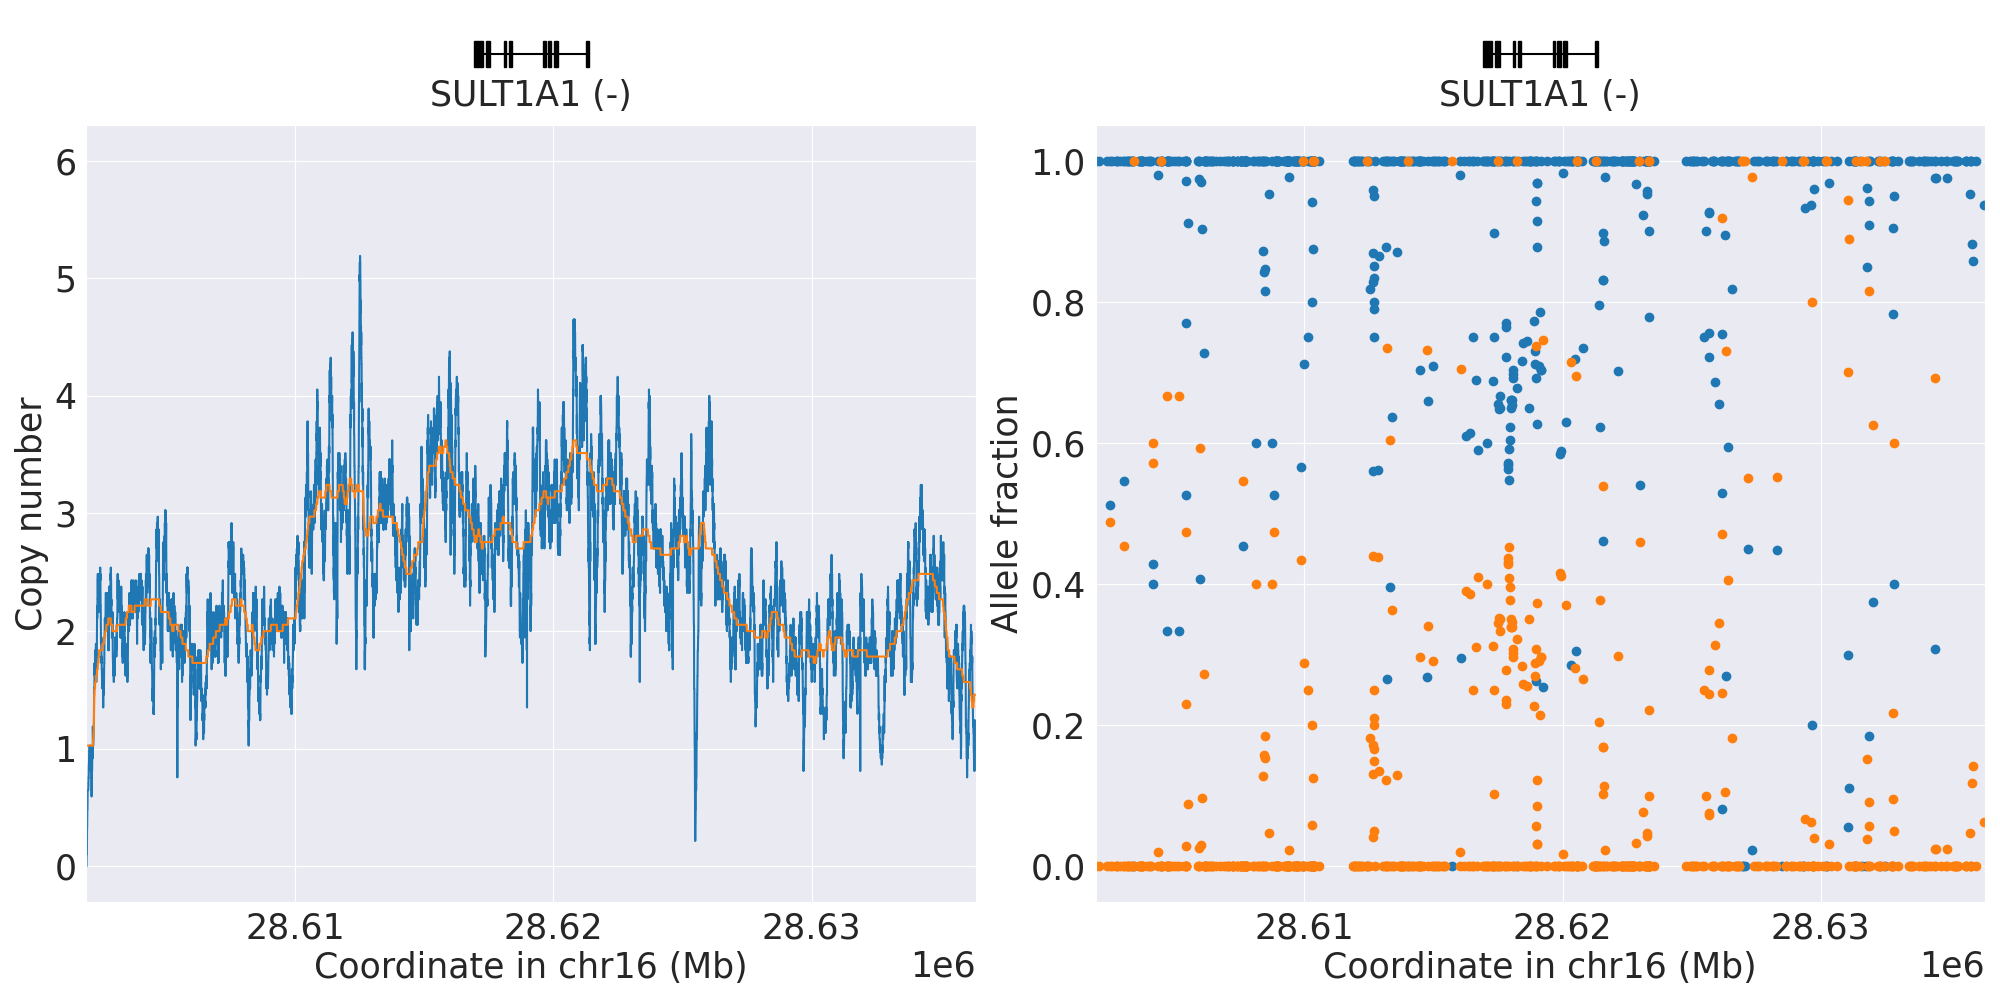 SULT1A1 (-)
6
5
4
3
2
1
0
Copy number
28.61
28.62
28.63
Coordinate in chr16 (Mb)
1e6
SULT1A1 (-)
1.0
0.8
0.6
0.4
0.2
0.0
Allele fraction
28.61
28.62
28.63
Coordinate in chr16 (Mb)
1e6